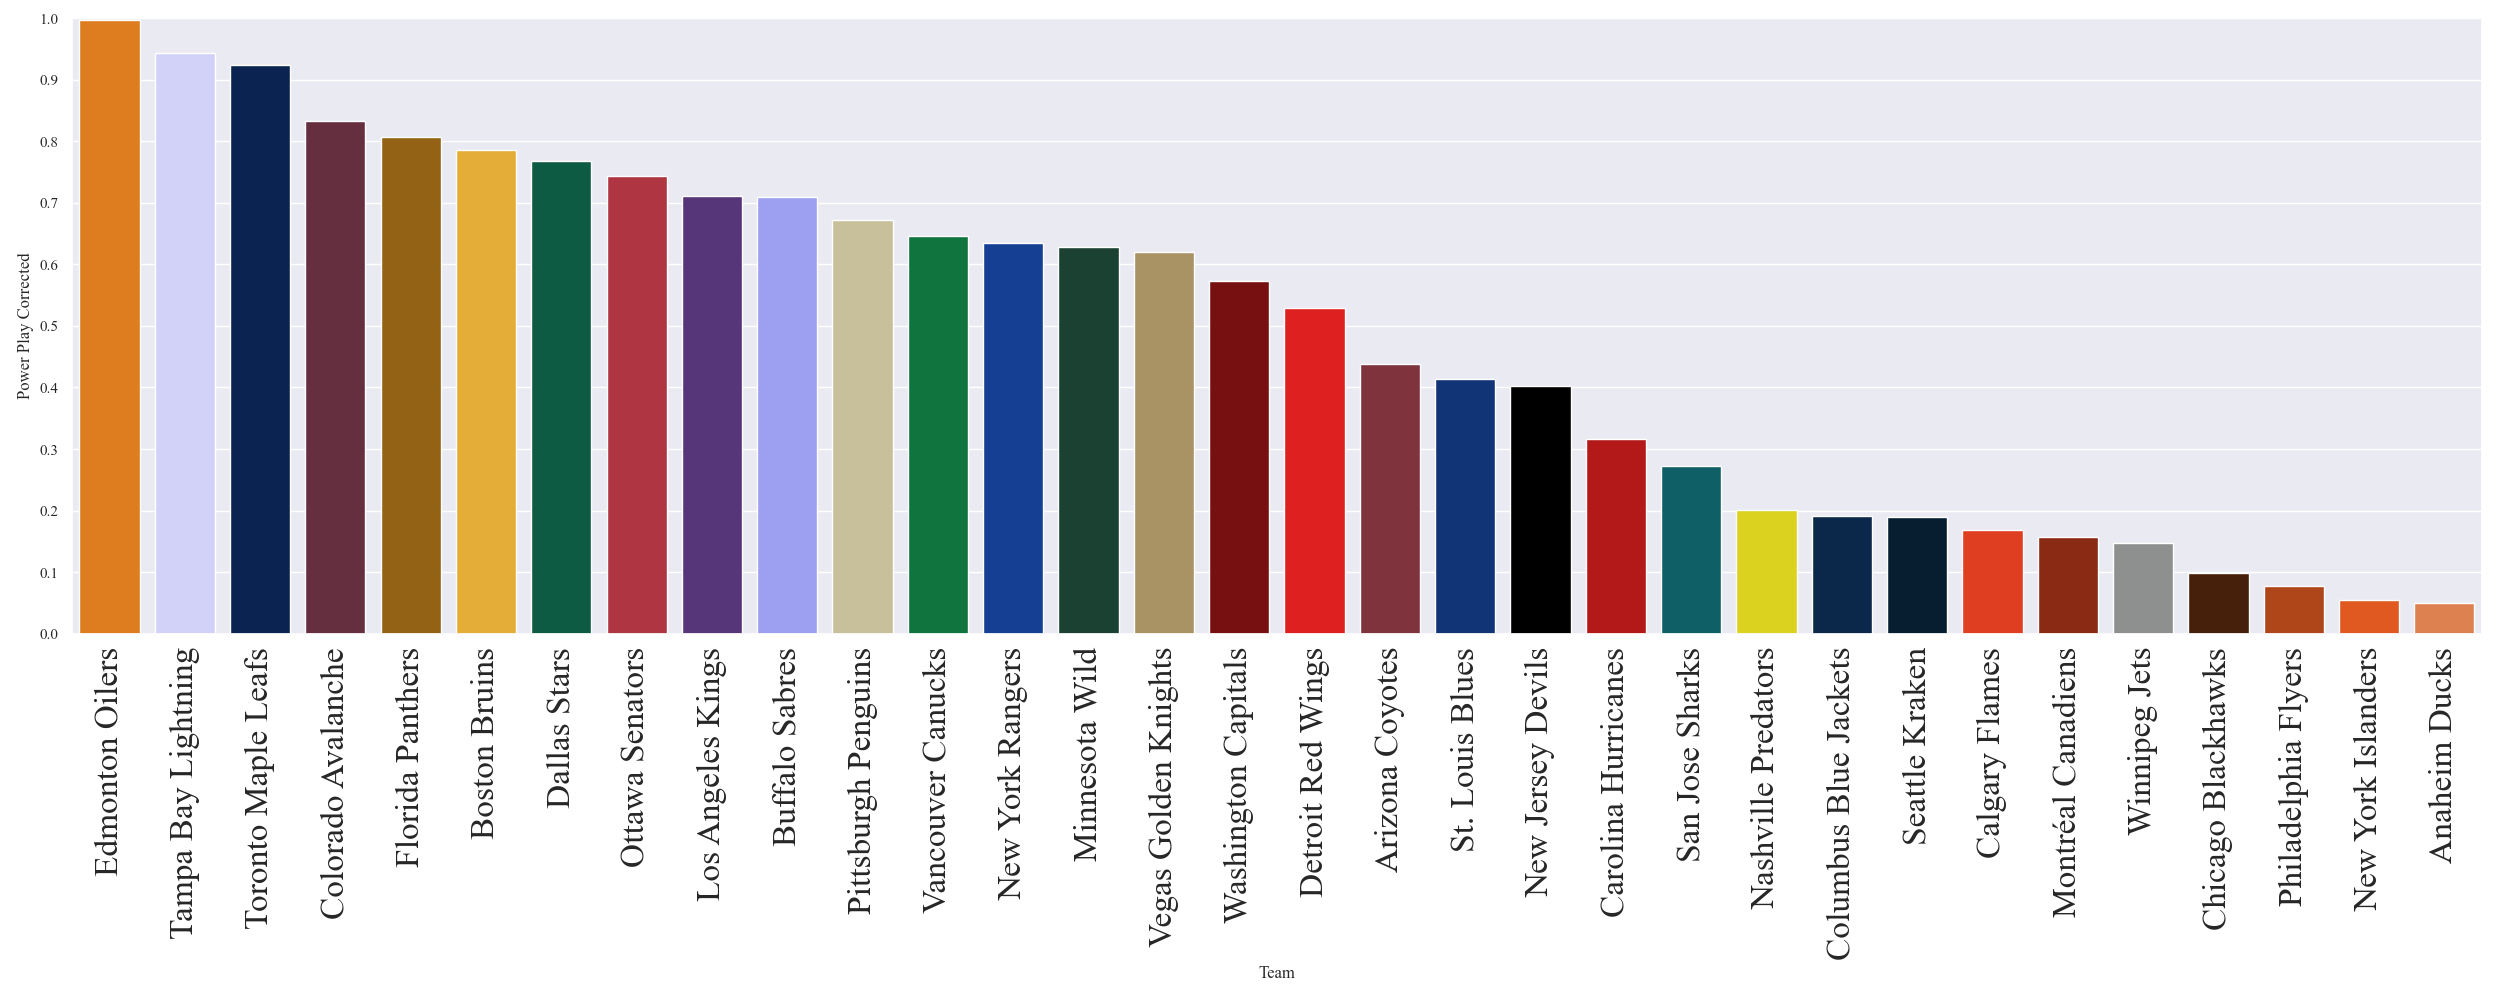 1.0
0.9
0.8
0.7
0.6
0.5
0.4
0.3
0.2
0.1
0.0
Power Play Corrected
Edmonton Oilers
Tampa Bay Lightning
Toronto Maple Leafs
Colorado Avalanche
Florida Panthers
Boston Bruins
Dallas Stars
Ottawa Senators
Los Angeles Kings
Buffalo Sabres
Pittsburgh Penguins
Vancouver Canucks
New York Rangers
Minnesota Wild
Vegas Golden Knights
Washington Capitals
Detroit Red Wings
Arizona Coyotes
St. Louis Blues
New Jersey Devils
Carolina Hurricanes
San Jose Sharks
Nashville Predators
Columbus Blue Jackets
Seattle Kraken
Calgary Flames
Montréal Canadiens
Winnipeg Jets
Chicago Blackhawks
Philadelphia Flyers
New York Islanders
Anaheim Ducks
Team